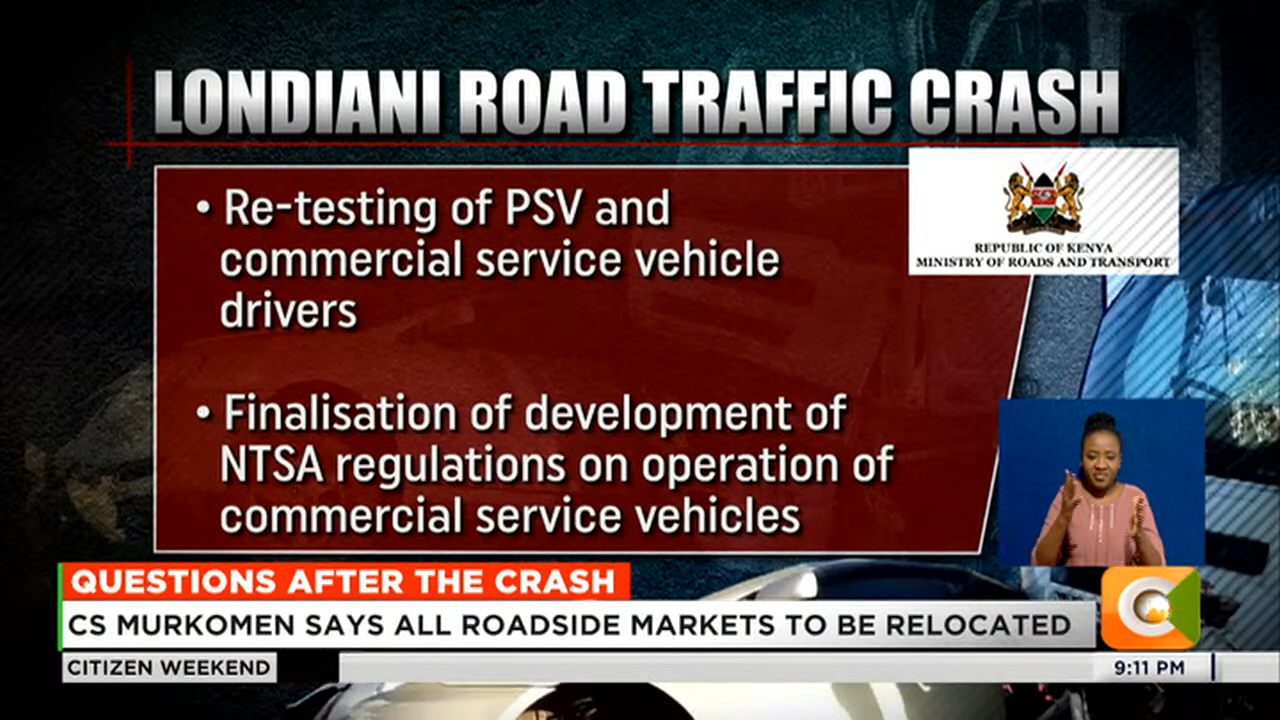 LONDIANI ROAD TRAFFIC CRASH
• Re-testing of PSV and
commercial service vehicle
drivers
REPUBLIC OF KENYA
MINISTRY OF ROADS AND TRANSPORT
• Finalisation of development of
NTSA regulations on operation of
commercial service vehicles
QUESTIONS AFTER THE CRASH
CS MURKOMEN SAYS ALL ROADSIDE MARKETS TO BE RELOCATED
CITIZEN WEEKEND
9:11 PM